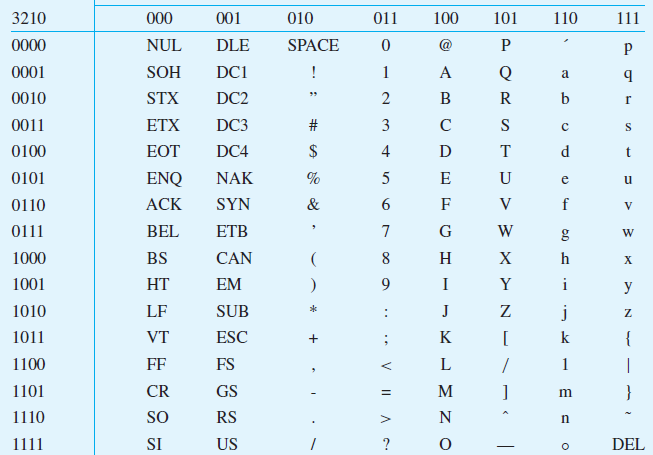 3210 000 001 010 011 100 101 110 111
0000 NUL DLE SPACE 0 @ P ´ p
0001 SOH DC1 ! 1 A Q a q
0010 STX DC2 ” 2 B R b r
0011 ETX DC3 # 3 C S c s
0100 EOT DC4 $ 4 D T d t
0101 ENQ NAK % 5 E U e u
0110 ACK SYN & 6 F V f v
0111 BEL ETB ’ 7 G W g w
1000 BS CAN ( 8 H X h x
1001 HT EM ) 9 I Y i y
1010 LF SUB * : J Z j z
1011 VT ESC + ; K [ k {
1100 FF FS , < L / l |
1101 CR GS - = M ] m }
1110 SO RS . > N ˆ n ˜
1111 SI US / ? O — o DEL